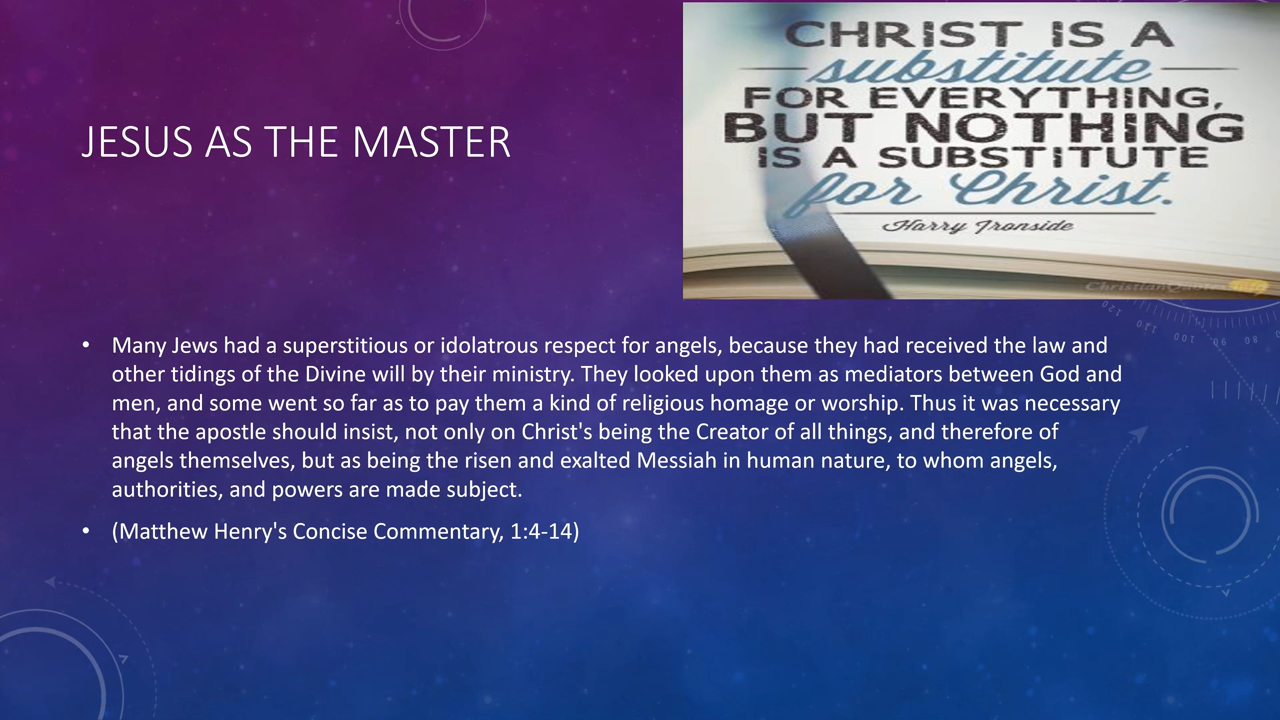 JESUS AS THE MASTER
CHRIST IS A
substitute
FOR EVERYTHING,
BUT NOTHING
IS A SUBSTITUTE
for Christ.
Harry Ironside
• Many Jews had a superstitious or idolatrous respect for angels, because they had received the law and
other tidings of the Divine will by their ministry. They looked upon them as mediators between God and
men, and some went so far as to pay them a kind of religious homage or worship. Thus it was necessary
that the apostle should insist, not only on Christ's being the Creator of all things, and therefore of
angels themselves, but as being the risen and exalted Messiah in human nature, to whom angels,
authorities, and powers are made subject.
• (Matthew Henry's Concise Commentary, 1:4-14)